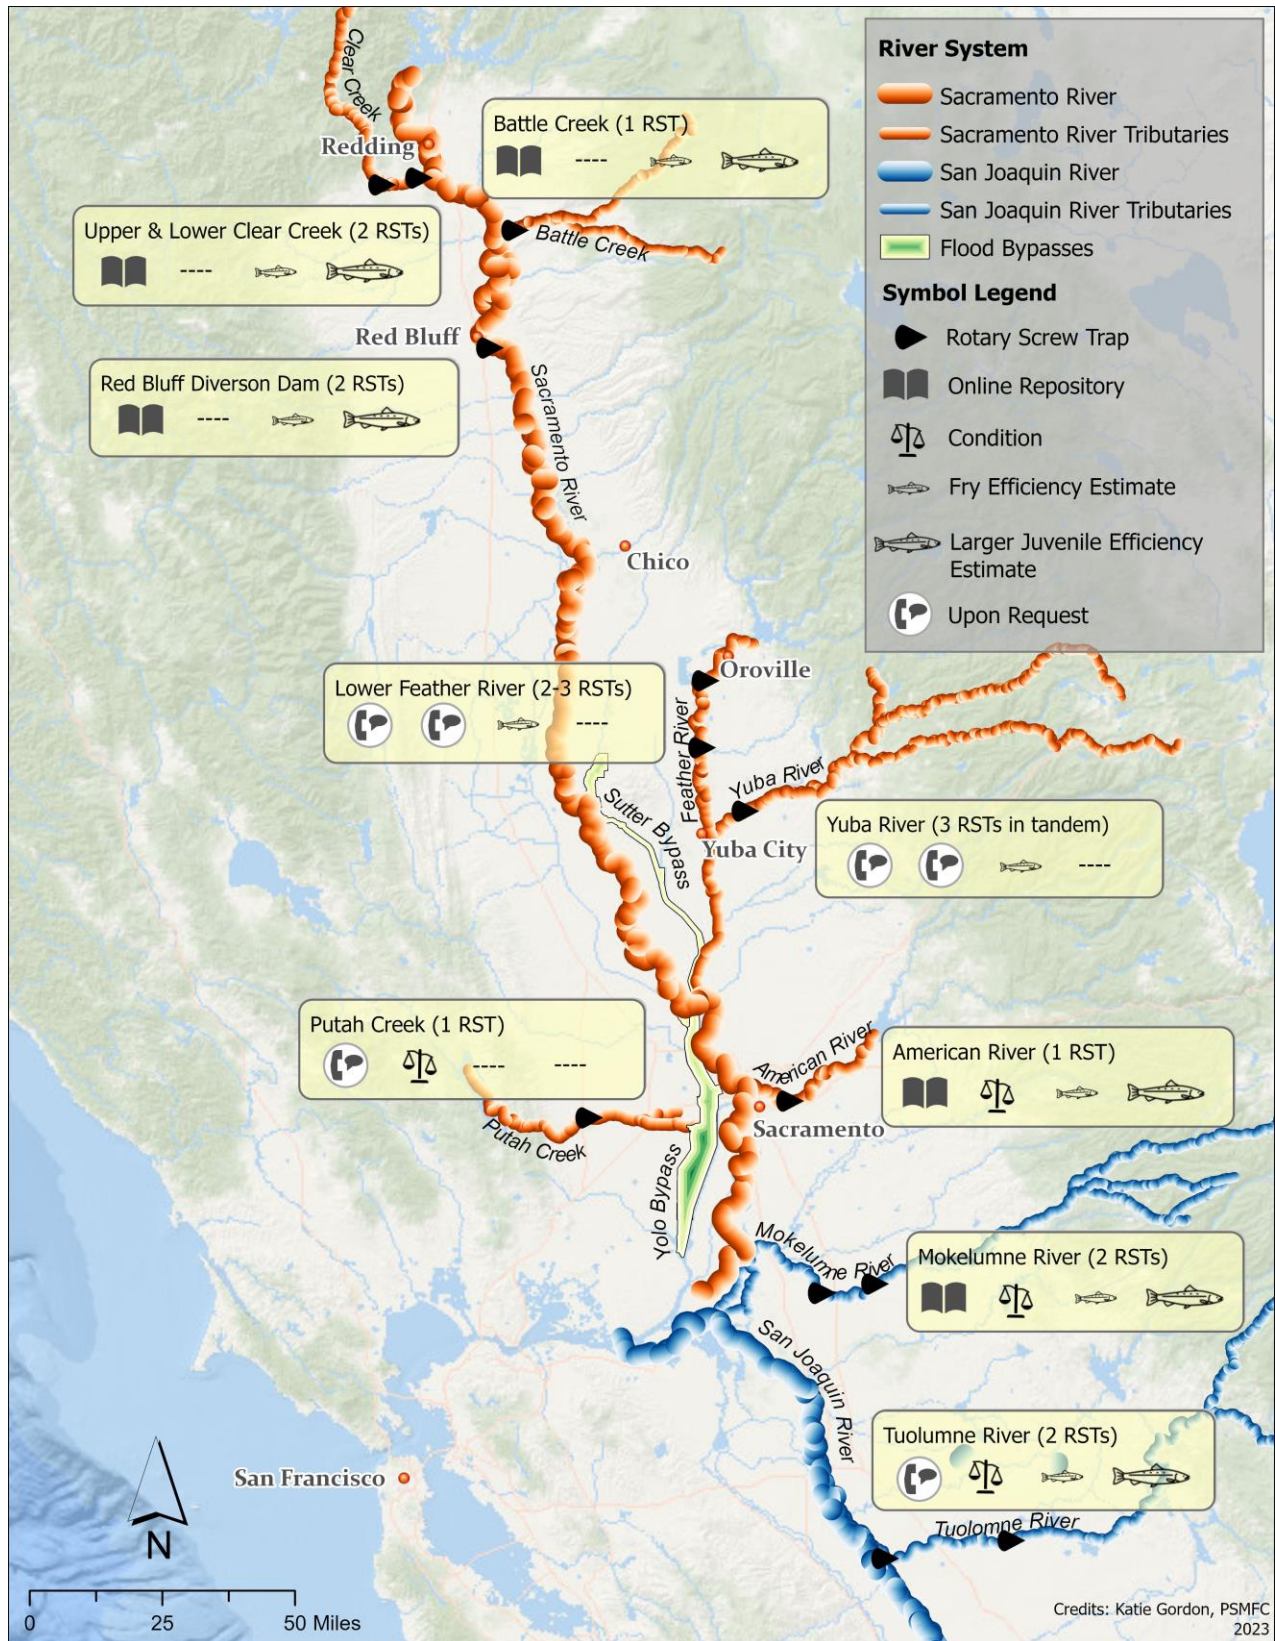 River System
Sacramento River
Sacramento River Tributaries
San Joaquin River
San Joaquin River Tributaries
Flood Bypasses
Symbol Legend
Rotary Screw Trap
Online Repository
Condition
Fry Efficiency Estimate
Larger Juvenile Efficiency
Estimate
Upon Request
Clear Creek
Redding
Battle Creek (1 RST)
----
Upper & Lower Clear Creek (2 RSTs)
----
Battle Creek
Red Bluff
Red Bluff Diverson Dam (2 RSTs)
----
Sacramento River
Chico
Oroville
Lower Feather River (2-3 RSTs)
----
Feather River
Yuba River
Sutter Bypass
Yuba City
Yuba River (3 RSTs in tandem)
----
Putah Creek (1 RST)
---- ----
American River
American River (1 RST)
Sacramento
Putah Creek
Yolo Bypass
Mokelumne River
Mokelumne River (2 RSTs)
San Joaquin River
Tuolumne River (2 RSTs)
San Francisco
Tuolomne River
N
0 25 50 Miles
Credits: Katie Gordon, PSMFC
2023